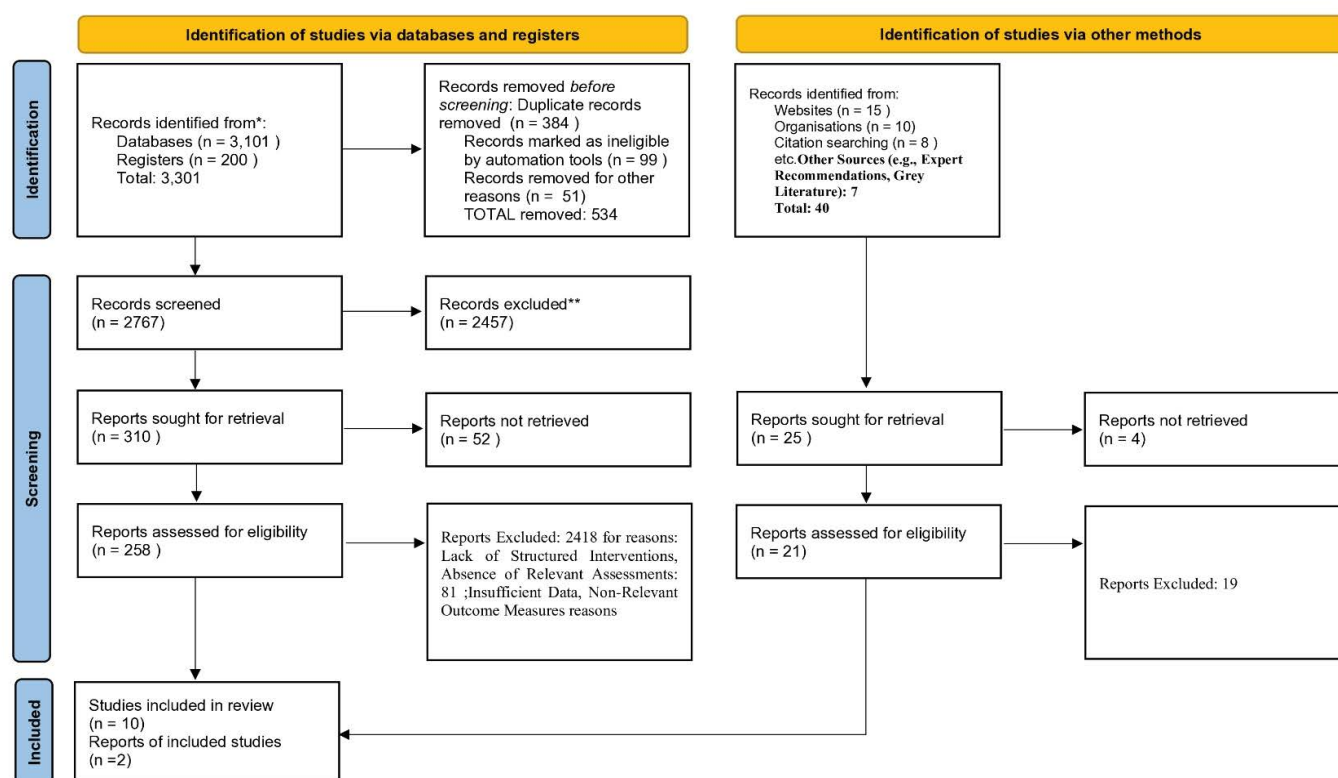 Identification of studies via databases and registers
Identification of studies via other methods
Identification
Records identified from*:
Databases (n = 3,101)
Registers (n = 200 )
Total: 3,301
Records removed before
screening: Duplicate records
removed  (n = 384 )
Records marked as ineligible
by automation tools (n = 99 )
Records removed for other
reasons (n =  51)
TOTAL removed: 534
Records identified from:
Websites (n = 15 )
Organisations (n = 10)
Citation searching (n = 8 )
etc.Other Sources (e.g., Expert
Recommendations, Grey
Literature): 7
Total: 40
Screening
Records screened
(n = 2767)
Records excluded**
(n = 2457)
Reports sought for retrieval
(n = 310 )
Reports not retrieved
(n = 52 )
Reports sought for retrieval
(n = 25 )
Reports not retrieved
(n = 4)
Reports assessed for eligibility
(n = 258 )
Reports Excluded: 2418 for reasons:
Lack of Structured Interventions,
Absence of Relevant Assessments:
81 ;Insufficient Data, Non-Relevant
Outcome Measures reasons
Reports assessed for eligibility
(n = 21)
Reports Excluded: 19
Included
Studies included in review
(n = 10)
Reports of included studies
(n =2)